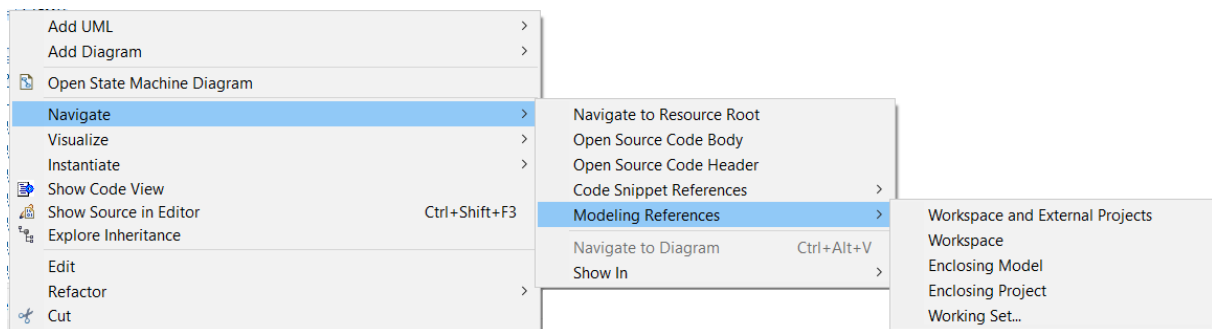 Add UML
Add Diagram
Open State Machine Diagram
Navigate
Visualize
Instantiate
Show Code View
Show Source in Editor Ctrl+Shift+F3
Explore Inheritance
Edit
Refactor
Cut
Navigate to Resource Root
Open Source Code Body
Open Source Code Header
Code Snippet References
Modeling References
Navigate to Diagram Ctrl+Alt+V
Show In
Workspace and External Projects
Workspace
Enclosing Model
Enclosing Project
Working Set...